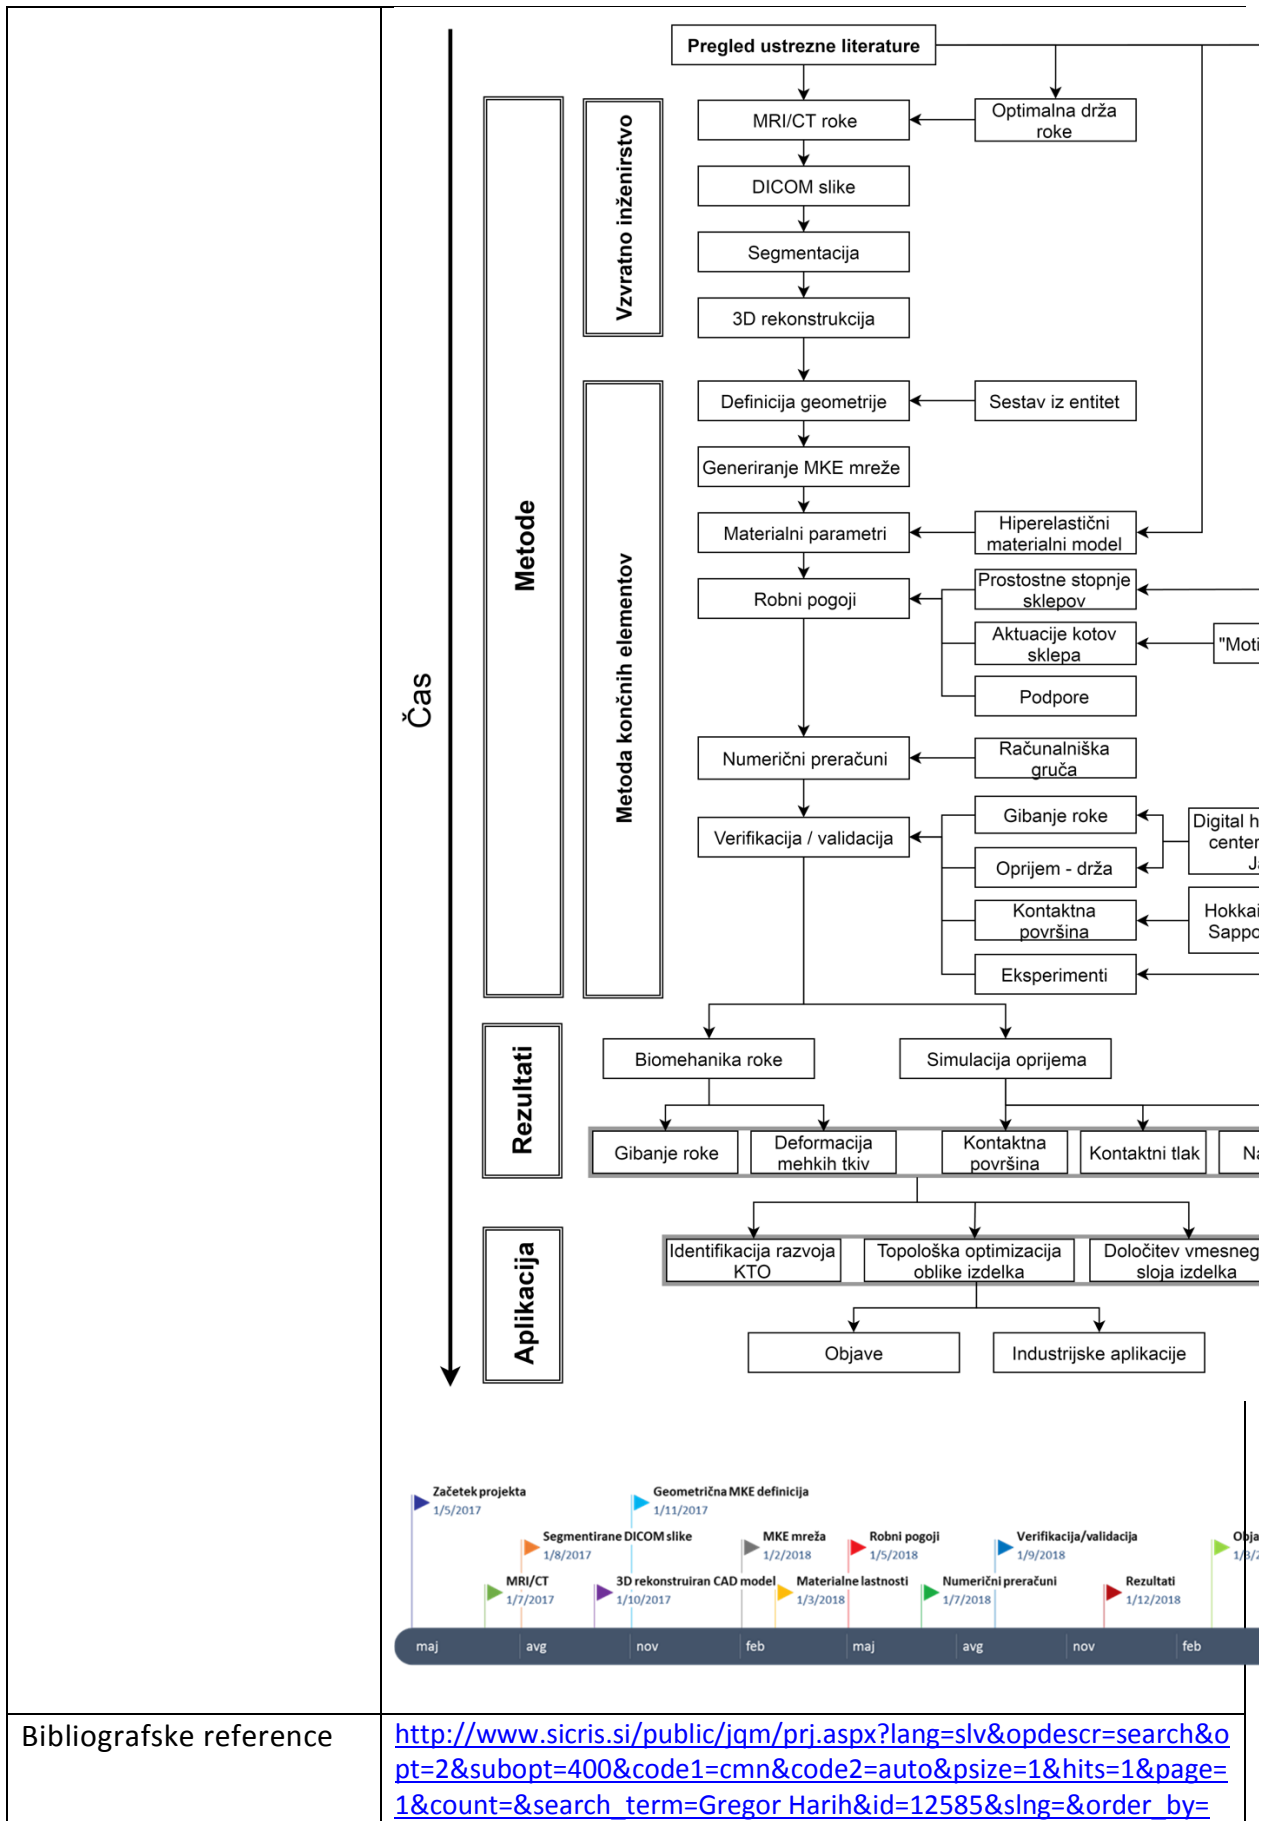 Pregled ustrezne literature
MRI/CT roke
Optimalna drža
roke
DICOM slike
Segmentacija
3D rekonstrukcija
Vzvratno inženirstvo
Definicija geometrije
Sestav iz entitet
Generiranje MKE mreže
Materialni parametri
Hiperelastični
materialni model
Robni pogoji
Prostostne stopnje
sklepov
Aktuacije kotov
sklepa
Podpore
Numerični preračuni
Računalniška
gruča
Verifikacija / validacija
Gibanje roke
Oprijem - drža
Digital
center
Kontaktna
površina
Eksperimenti
Metoda končnih elementov
Metode
Čas
Rezultati
Biomehanika roke
Simulacija oprijema
Gibanje roke
Deformacija
mehkih tkiv
Kontaktna
površina
Kontaktni tlak
Aplikacija
Identifikacija razvoja
KTO
Topološka optimizacija
oblike izdelka
Določitev
sloja izdelka
Objave
Industrijske aplikacije
Začetek projekta
1/5/2017
Geometrična MKE definicija
1/11/2017
Segmentirane DICOM slike
1/8/2017
MKE mreža
1/2/2018
Robni pogoji
1/5/2018
Verifikacija/validacija
1/9/2018
MRI/CT
1/7/2017
3D rekonstruiran CAD model
1/10/2017
Materialne lastnosti
1/3/2018
Numerični preračuni
1/7/2018
Rezultati
1/12/2018
maj avg nov feb maj avg nov feb
Bibliografske reference
http://www.sicris.si/public/jqm/prj.aspx?lang=slv&opdescr=search&o
pt=2&subopt=400&code1=cmn&code2=auto&psize=1&hits=1&page=
1&count=&search_term=Gregor Harih&id=12585&slng=&order_by=